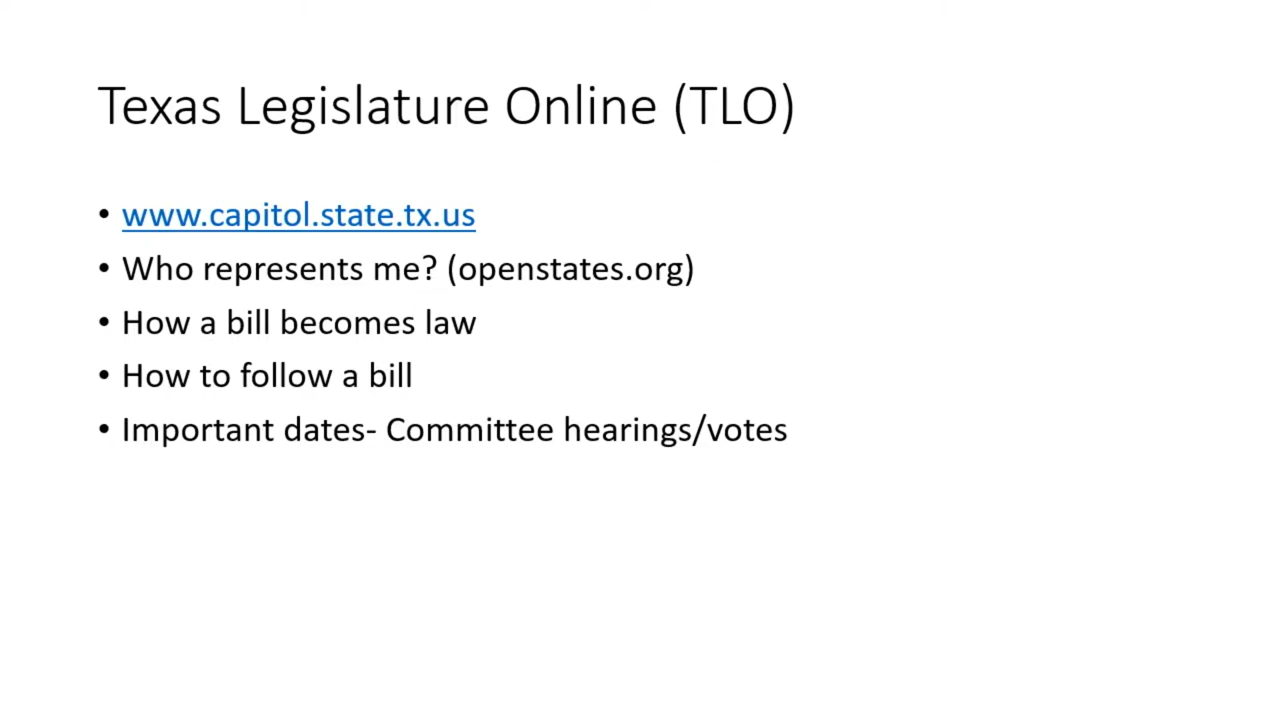 Texas Legislature Online (TLO)
• www.capitol.state.tx.us
• Who represents me? (openstates.org)
• How a bill becomes law
• How to follow a bill
• Important dates- Committee hearings/votes